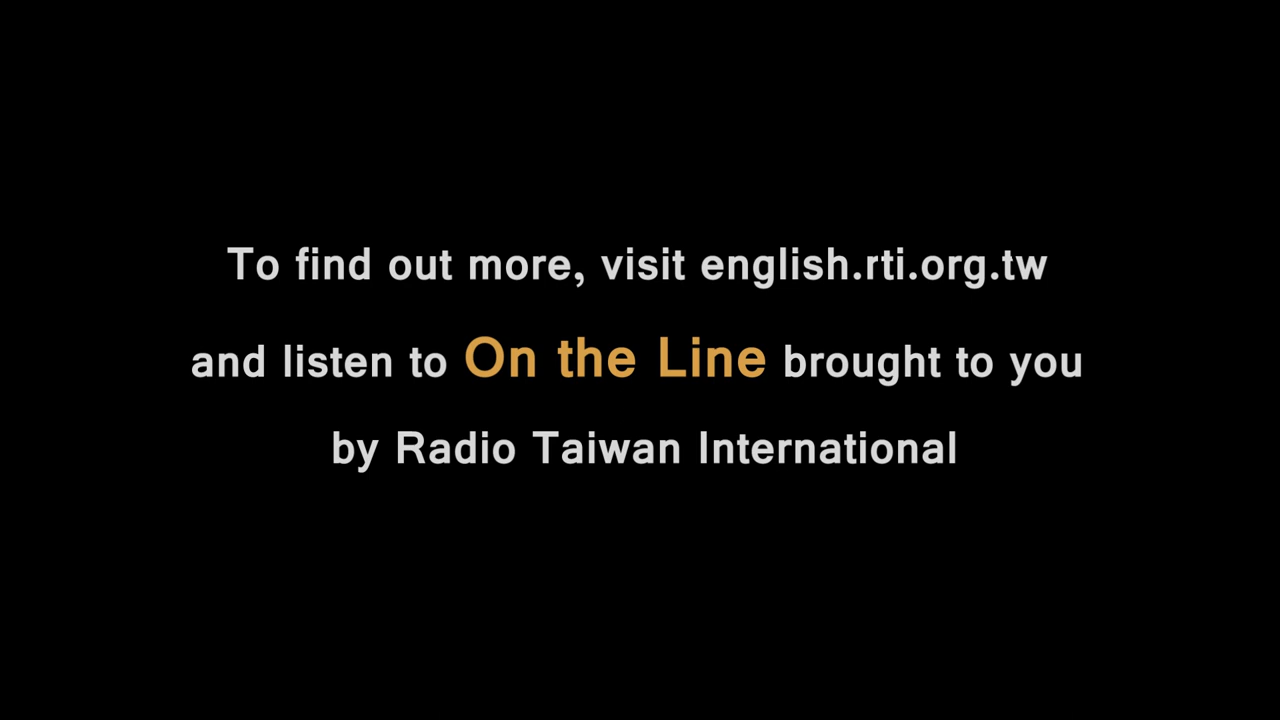 To find out more, visit english.rti.org.tw
and listen to On the Line brought to you
by Radio Taiwan International